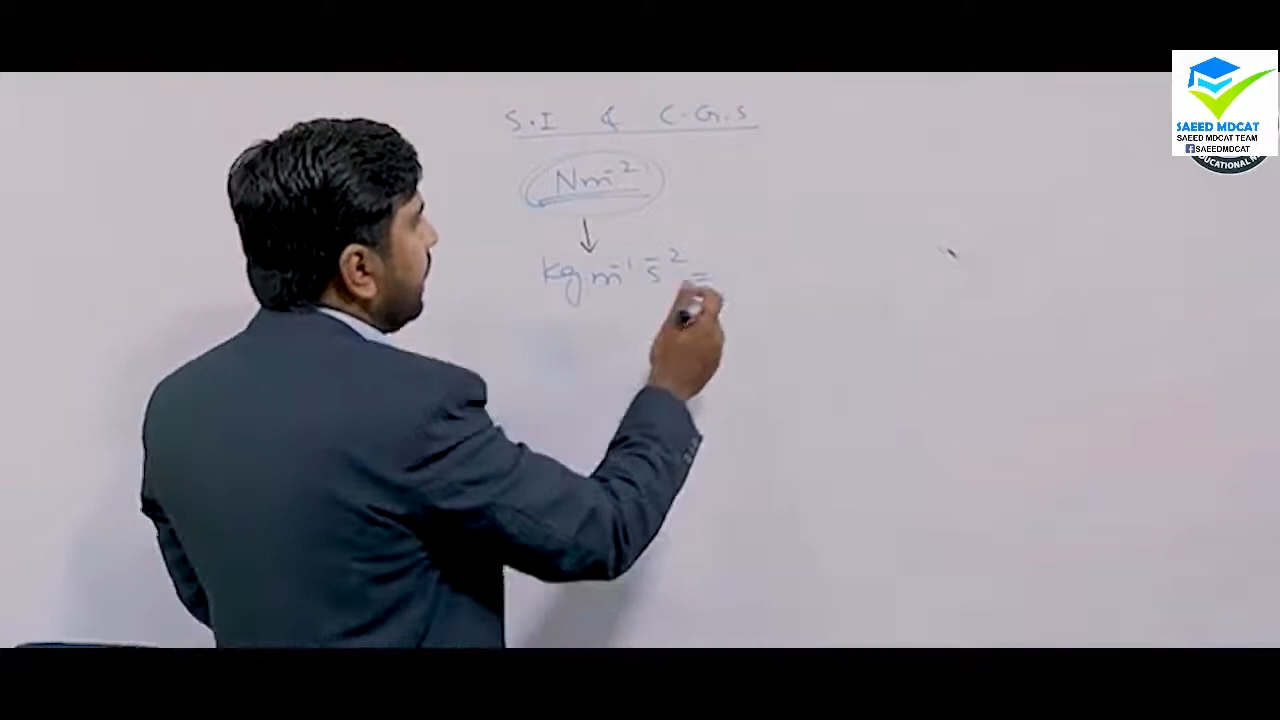 S.I & C.G.S
Nm⁻²
kg.m⁻¹ s⁻² =
SAEED MDCAT
SAEED MDCAT TEAM
SAEEDMDCAT